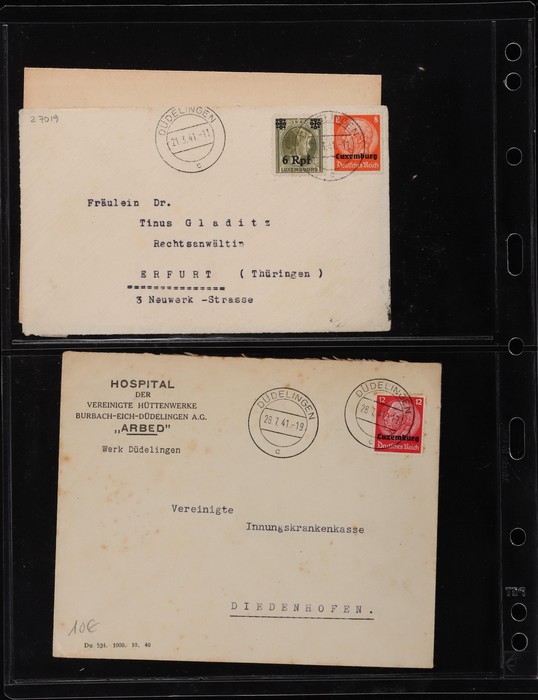 27019
DÜDELINGEN
21.3.41.-11
c
6 Rpf
LUXEMBOURG
Luxemburg
Deutsches Reich
Fräulein Dr.
Tinus Gladitz
Rechtsanwältin
ERFURT (Thüringen)
3 Neuwerk -Strasse
HOSPITAL
DER
VEREINIGTE HÜTTENWERKE
BURBACH-EICH-DÜDELINGEN A.G.
„ARBED"
Werk Düdelingen
DÜDELINGEN
28.7.41.-19
c
DÜDELINGEN
c
12 12
Luxemburg
Deutsches Reich
Vereinigte
Innungskrankenkasse
DIEDENHOFEN.
10€